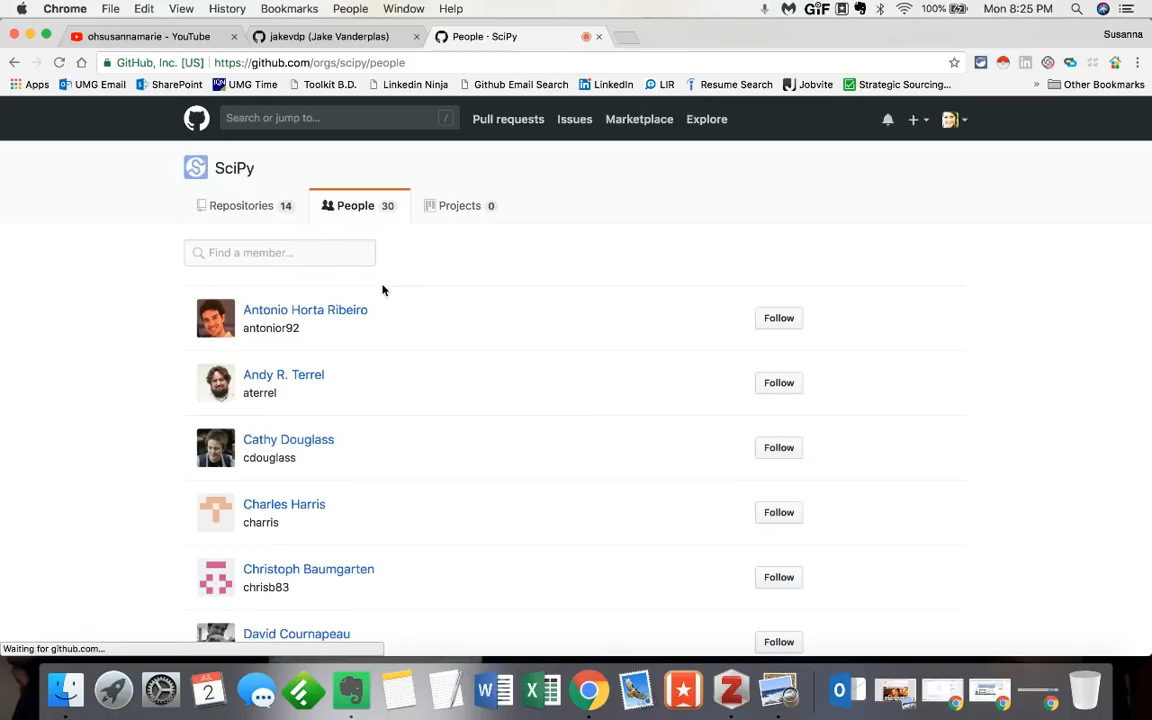 Chrome File Edit View History Bookmarks People Window Help GIF 100% Mon 8:25 PM
ohsusannamarie - YouTube × jakevdp (Jake Vanderplas) × People · SciPy × Susanna
GitHub, Inc. [US] https://github.com/orgs/scipy/people
Apps UMG Email SharePoint UMG Time Toolkit B.D. Linkedin Ninja Github Email Search LinkedIn LIR Resume Search Jobvite Strategic Sourcing... » Other Bookmarks
Search or jump to... / Pull requests Issues Marketplace Explore
SciPy
Repositories 14 People 30 Projects 0
Find a member...
Antonio Horta Ribeiro
antonior92
Follow
Andy R. Terrel
aterrel
Follow
Cathy Douglass
cdouglass
Follow
Charles Harris
charris
Follow
Christoph Baumgarten
chrisb83
Follow
David Cournapeau
Follow
Waiting for github.com...
JUL
2